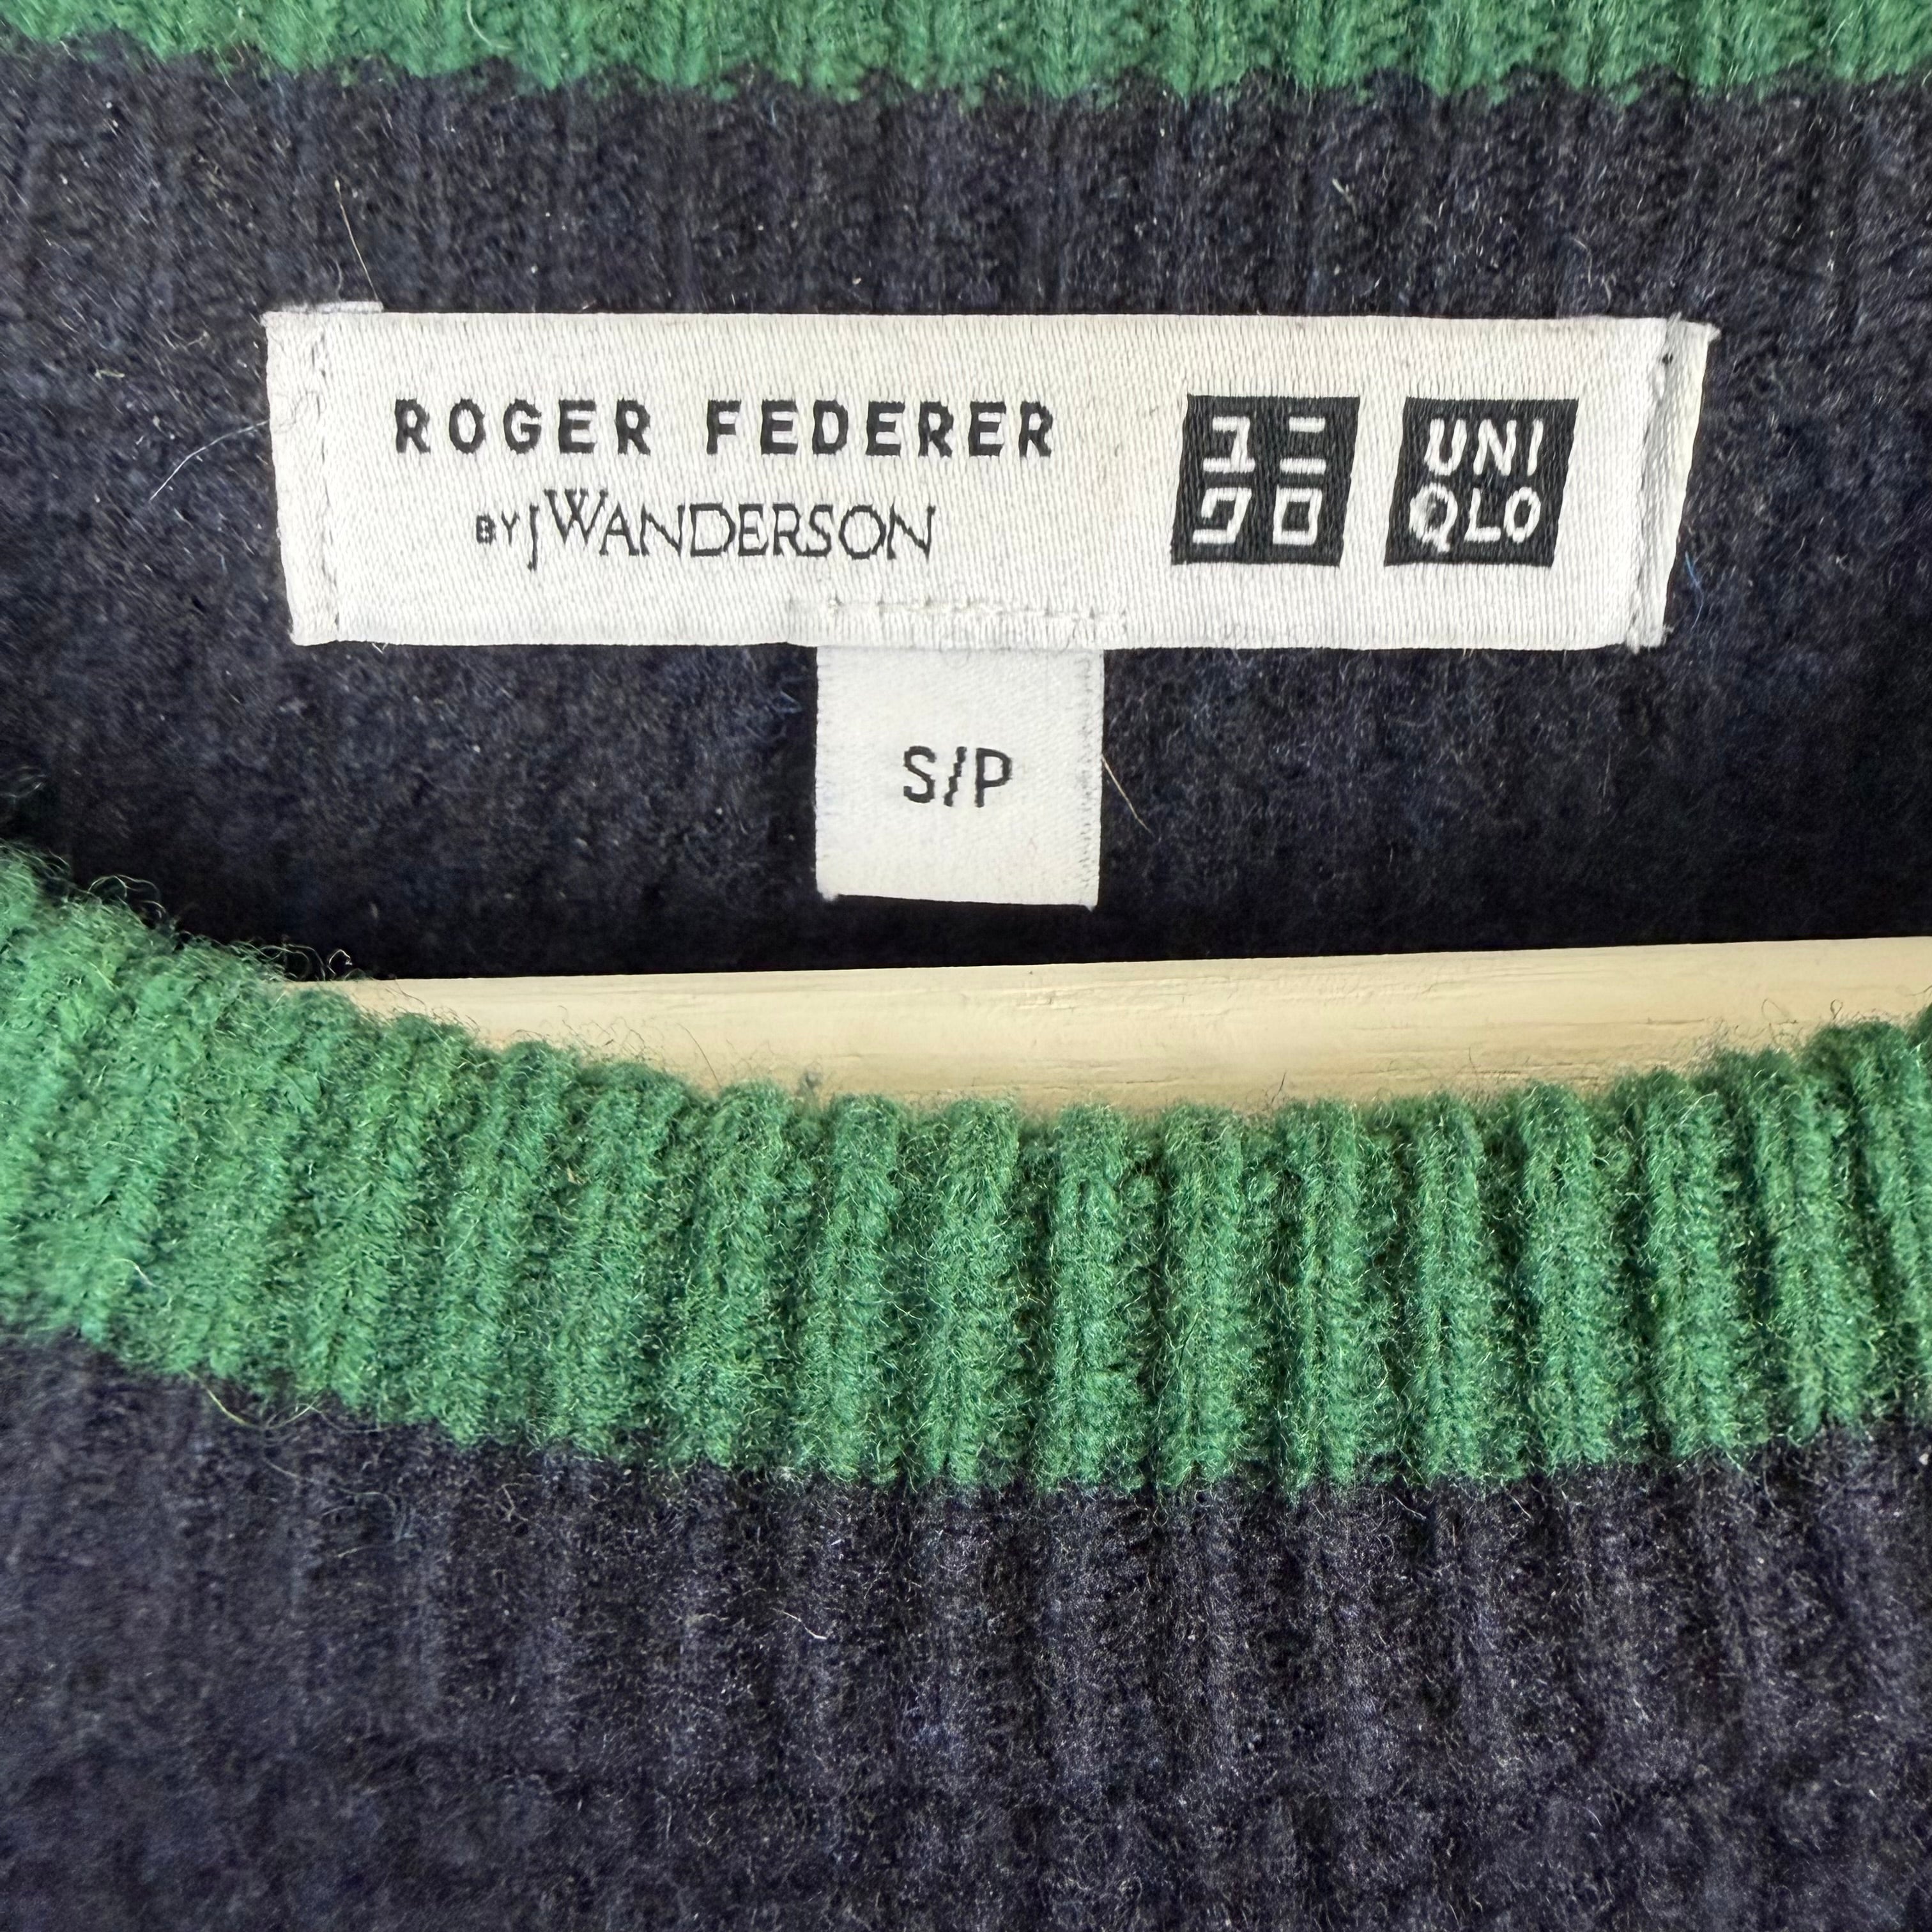 ROGER FEDERER
BY JWANDERSON
ユニ
クロ
UNI
QLO
S/P